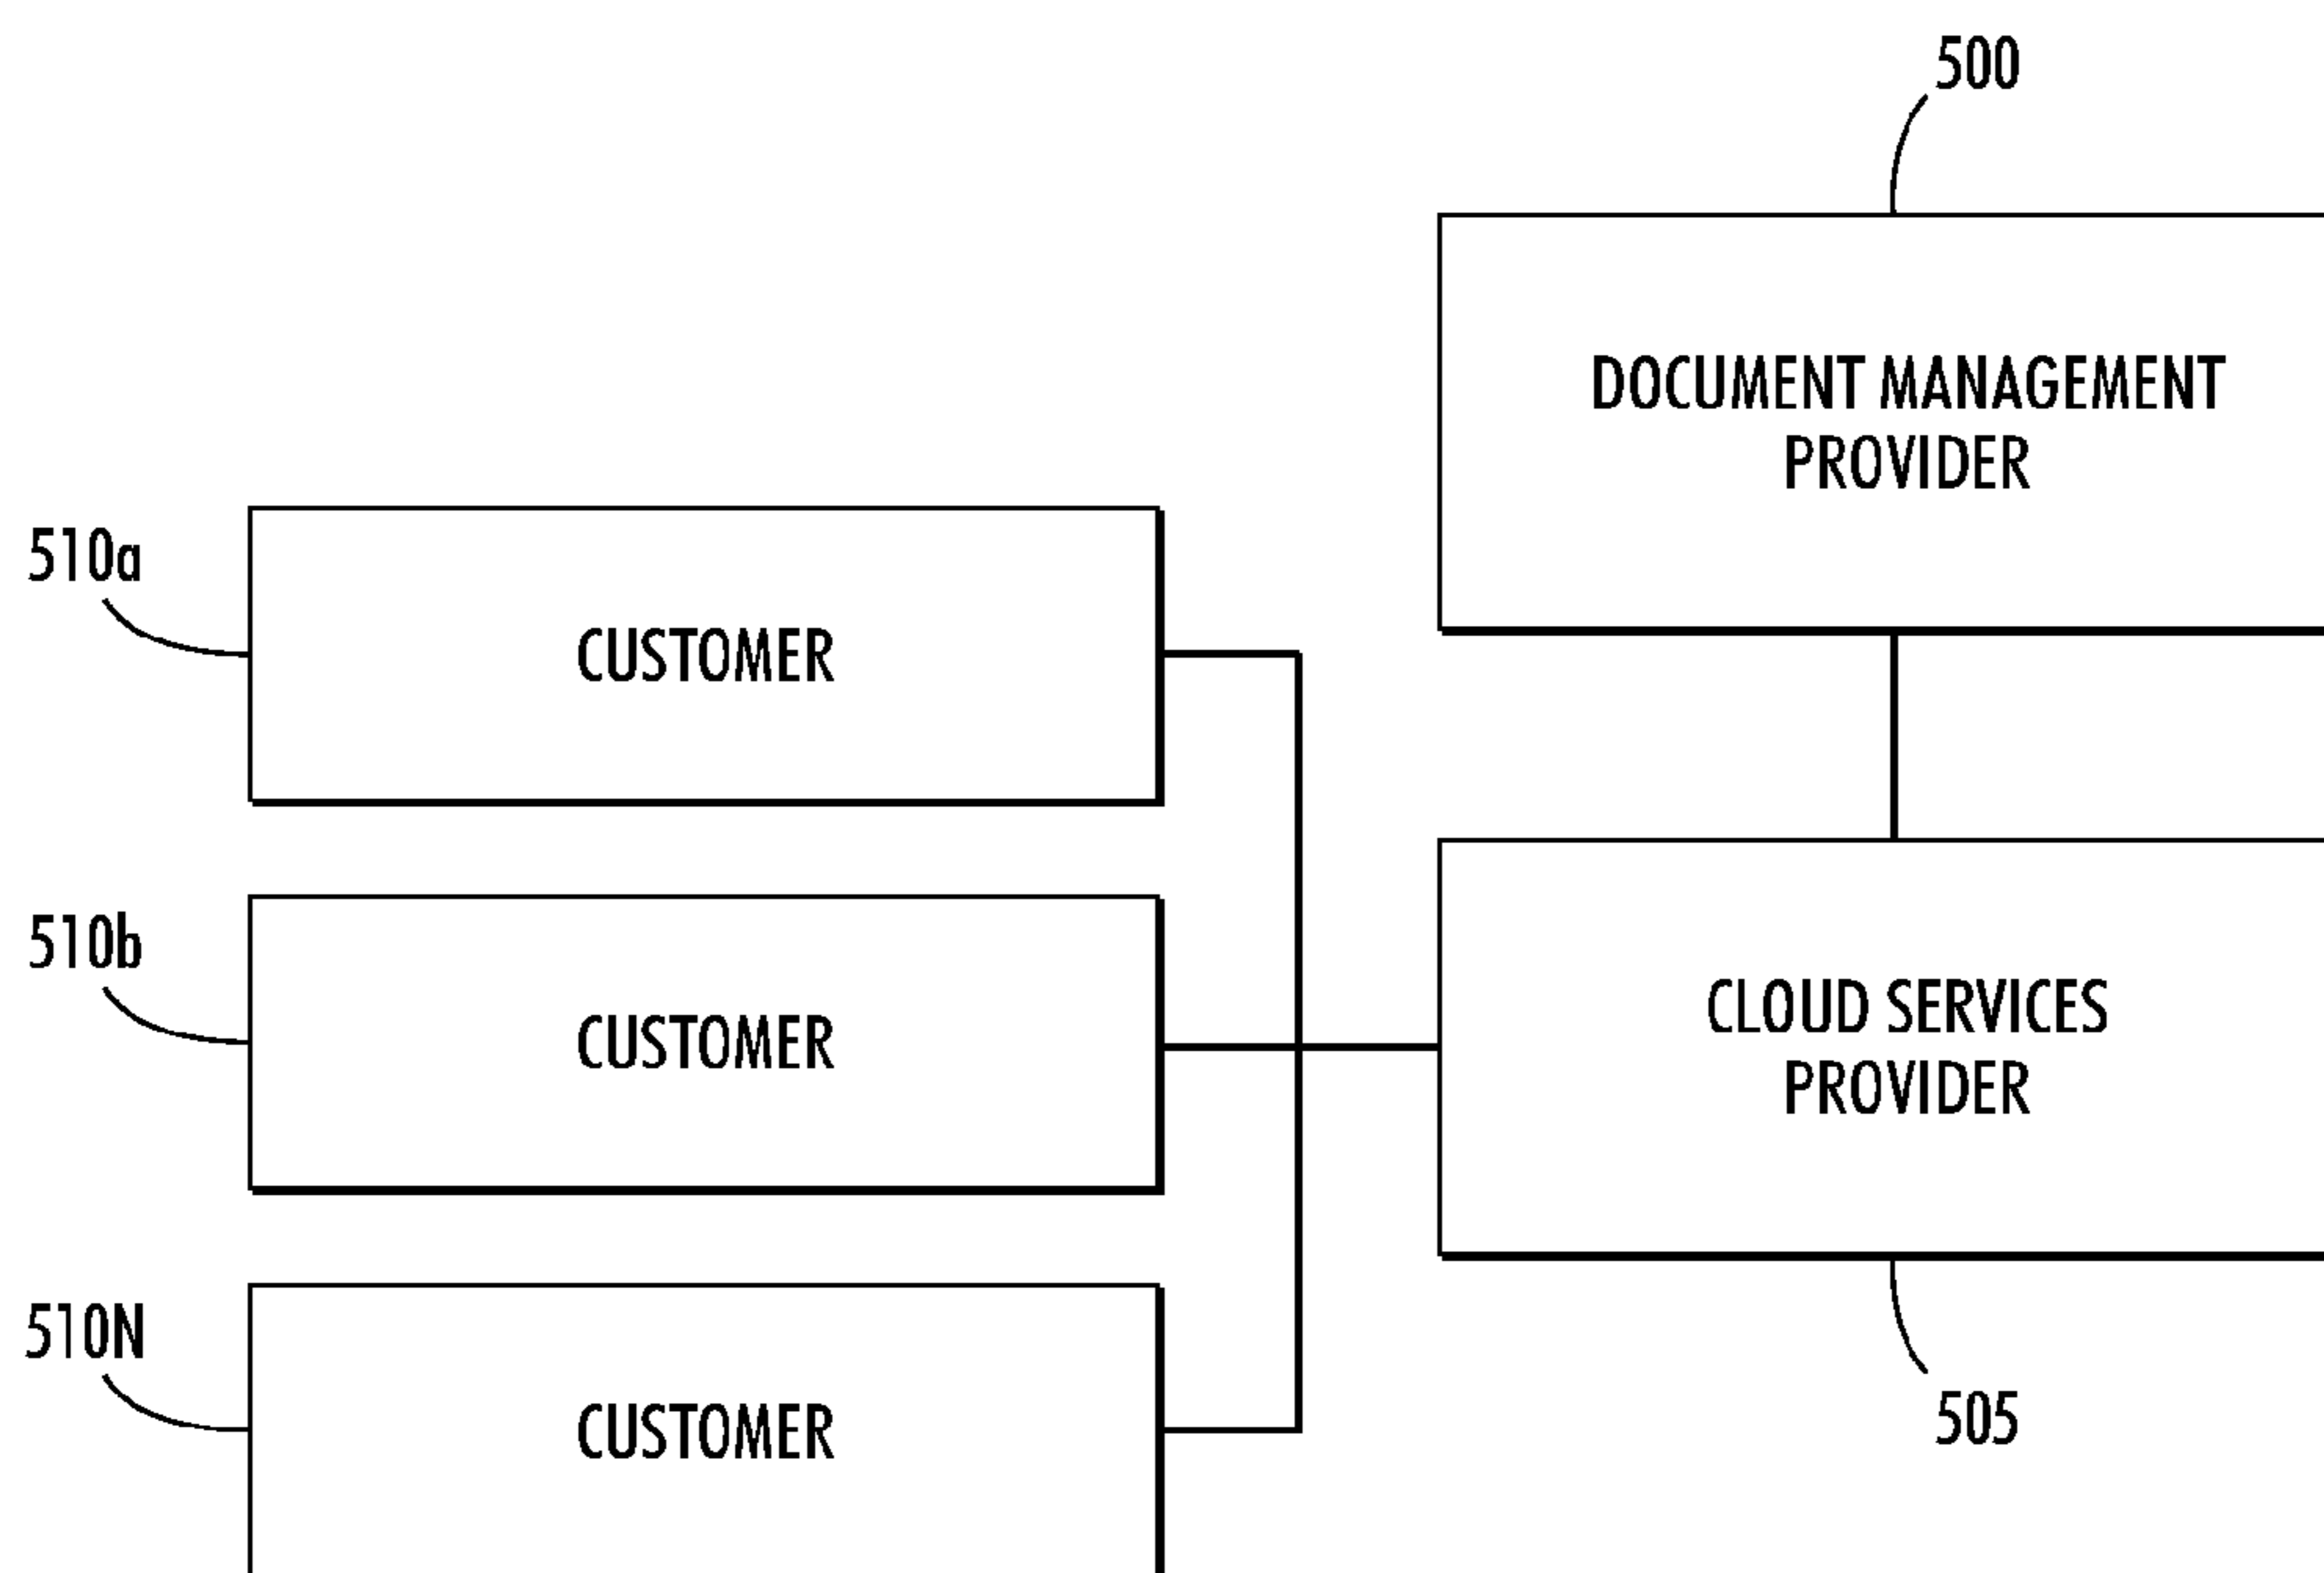 500
DOCUMENT MANAGEMENT
PROVIDER
510a
CUSTOMER
510b
CUSTOMER
CLOUD SERVICES
PROVIDER
510N
CUSTOMER
505